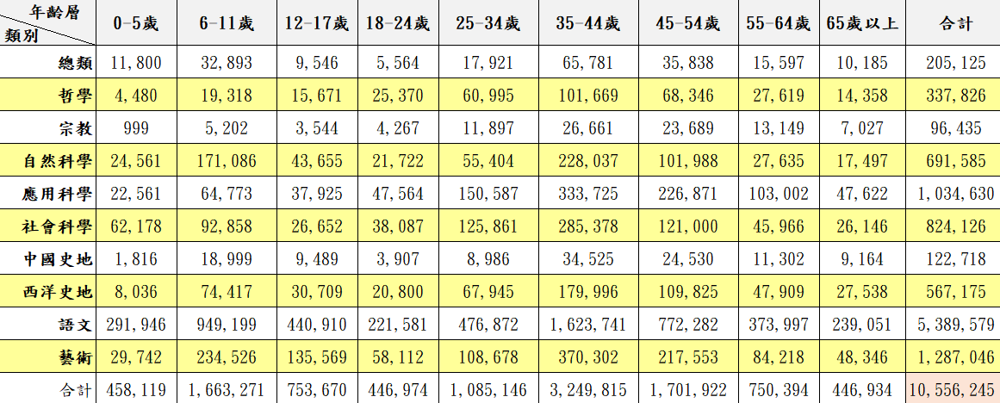 年齡層
類別 0-5歲 6-11歲 12-17歲 18-24歲 25-34歲 35-44歲 45-54歲 55-64歲 65歲以上 合計
總類 11,800 32,893 9,546 5,564 17,921 65,781 35,838 15,597 10,185 205,125
哲學 4,480 19,318 15,671 25,370 60,995 101,669 68,346 27,619 14,358 337,826
宗教 999 5,202 3,544 4,267 11,897 26,661 23,689 13,149 7,027 96,435
自然科學 24,561 171,086 43,655 21,722 55,404 228,037 101,988 27,635 17,497 691,585
應用科學 22,561 64,773 37,925 47,564 150,587 333,725 226,871 103,002 47,622 1,034,630
社會科學 62,178 92,858 26,652 38,087 125,861 285,378 121,000 45,966 26,146 824,126
中國史地 1,816 18,999 9,489 3,907 8,986 34,525 24,530 11,302 9,164 122,718
西洋史地 8,036 74,417 30,709 20,800 67,945 179,996 109,825 47,909 27,538 567,175
語文 291,946 949,199 440,910 221,581 476,872 1,623,741 772,282 373,997 239,051 5,389,579
藝術 29,742 234,526 135,569 58,112 108,678 370,302 217,553 84,218 48,346 1,287,046
合計 458,119 1,663,271 753,670 446,974 1,085,146 3,249,815 1,701,922 750,394 446,934 10,556,245